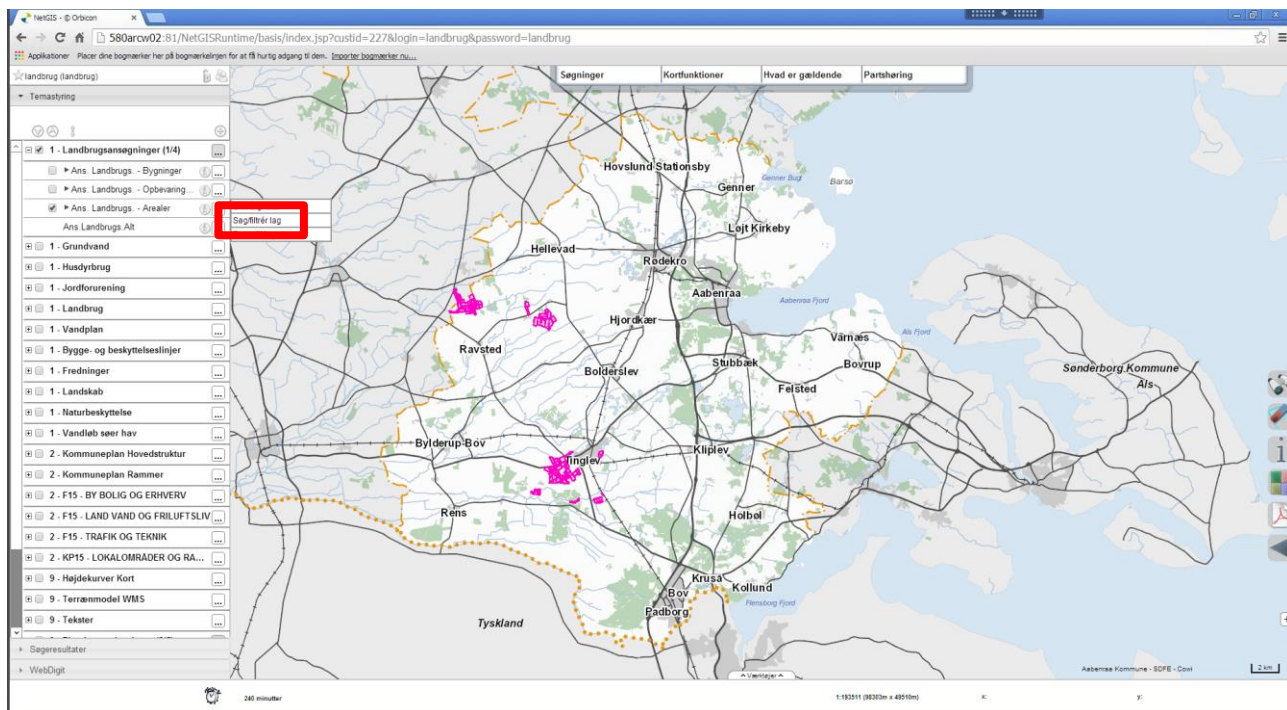 NetGIS - © Orbicon
580arcw02:81/NetGISRuntime/basis/index.jsp?custid=227&login=landbrug&password=landbrug
Applikationer Placer dine bogmærker her på bogmærkelinjen for at få hurtig adgang til dem. Importer bogmærker nu...
landbrug (landbrug)
Søgninger
Kortfunktioner
Hvad er gældende
Partshøring
Temastyring
1 - Landbrugsansøgninger (1/4)
Ans. Landbrugs. - Bygninger
Ans. Landbrugs. - Opbevaring...
Ans. Landbrugs. - Arealer
Søg/filtrér lag
Ans.Landbrugs.Alt
1 - Grundvand
1 - Husdyrbrug
1 - Jordforurening
1 - Landbrug
1 - Vandplan
1 - Bygge- og beskyttelseslinjer
1 - Fredninger
1 - Landskab
1 - Naturbeskyttelse
1 - Vandløb søer hav
2 - Kommuneplan Hovedstruktur
2 - Kommuneplan Rammer
2 - F15 - BY BOLIG OG ERHVERV
2 - F15 - LAND VAND OG FRILUFTSLIV
2 - F15 - TRAFIK OG TEKNIK
2 - KP15 - LOKALOMRÅDER OG RA...
9 - Højdekurver Kort
9 - Terrænmodel WMS
9 - Tekster
Søgeresultater
WebDigit
Hovslund Stationsby
Genner
Genner Bugt
Barsø
Løjt Kirkeby
Hellevad
Rødekro
Aabenraa
Aabenraa Fjord
Hjordkær
Ravsted
Varnæs
Als Fjord
Stubbæk
Bovrup
Bolderslev
Felsted
Sønderborg Kommune
Als
Bylderup-Bov
Tinglev
Kliplev
Rens
Holbøl
Kruså
Kollund
Bov
Flensborg Fjord
Padborg
Tyskland
Værktøjer
Aabenraa Kommune - SDFE - Cowi
2 km
240 minutter
1:193511 (98303m x 49510m)
x:
y: